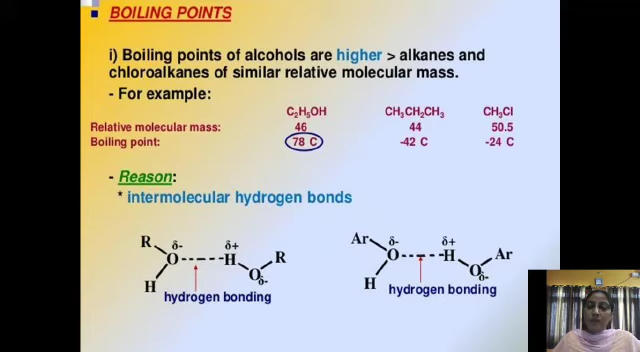 BOILING POINTS
i) Boiling points of alcohols are higher > alkanes and
chloroalkanes of similar relative molecular mass.
- For example:
C₂H₅OH CH₃CH₂CH₃ CH₃Cl
Relative molecular mass: 46 44 50.5
Boiling point: 78 C -42 C -24 C
- Reason:
* intermolecular hydrogen bonds
R δ- δ+ R
O H
H O δ-
hydrogen bonding
Ar δ- δ+ Ar
O H
H O δ-
hydrogen bonding